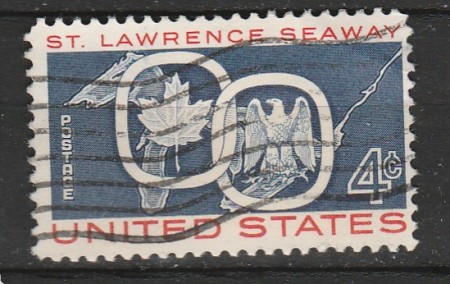 ST. LAWRENCE SEAWAY
POSTAGE
4¢
UNITED STATES